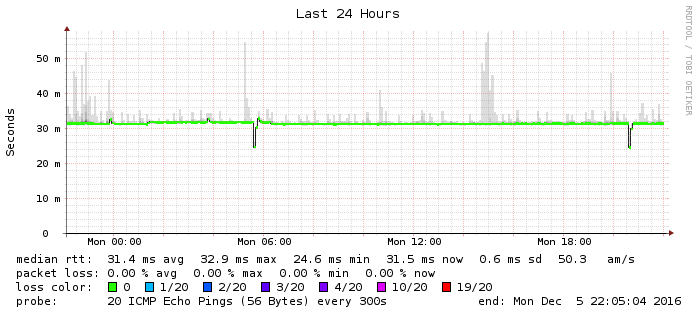 Last 24 Hours
RRDTOOL / TOBI OETIKER
Seconds
50 m
40 m
30 m
20 m
10 m
0
Mon 00:00 Mon 06:00 Mon 12:00 Mon 18:00
median rtt: 31.4 ms avg 32.9 ms max 24.6 ms min 31.5 ms now 0.6 ms sd 50.3 am/s
packet loss: 0.00 % avg 0.00 % max 0.00 % min 0.00 % now
loss color: 0 1/20 2/20 3/20 4/20 10/20 19/20
probe: 20 ICMP Echo Pings (56 Bytes) every 300s end: Mon Dec 5 22:05:04 2016